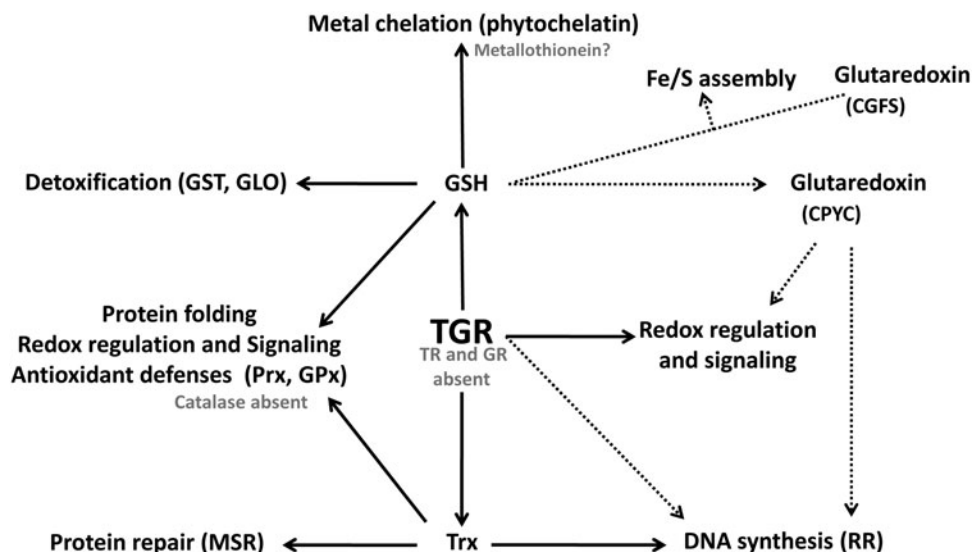 Metal chelation (phytochelatin)
Metallothionein?
Fe/S assembly
Glutaredoxin
(CGFS)
Detoxification (GST, GLO)
GSH
Glutaredoxin
(CPYC)
Protein folding
Redox regulation and Signaling
Antioxidant defenses (Prx, GPx)
Catalase absent
TGR
TR and GR
absent
Redox regulation
and signaling
Protein repair (MSR)
Trx
DNA synthesis (RR)